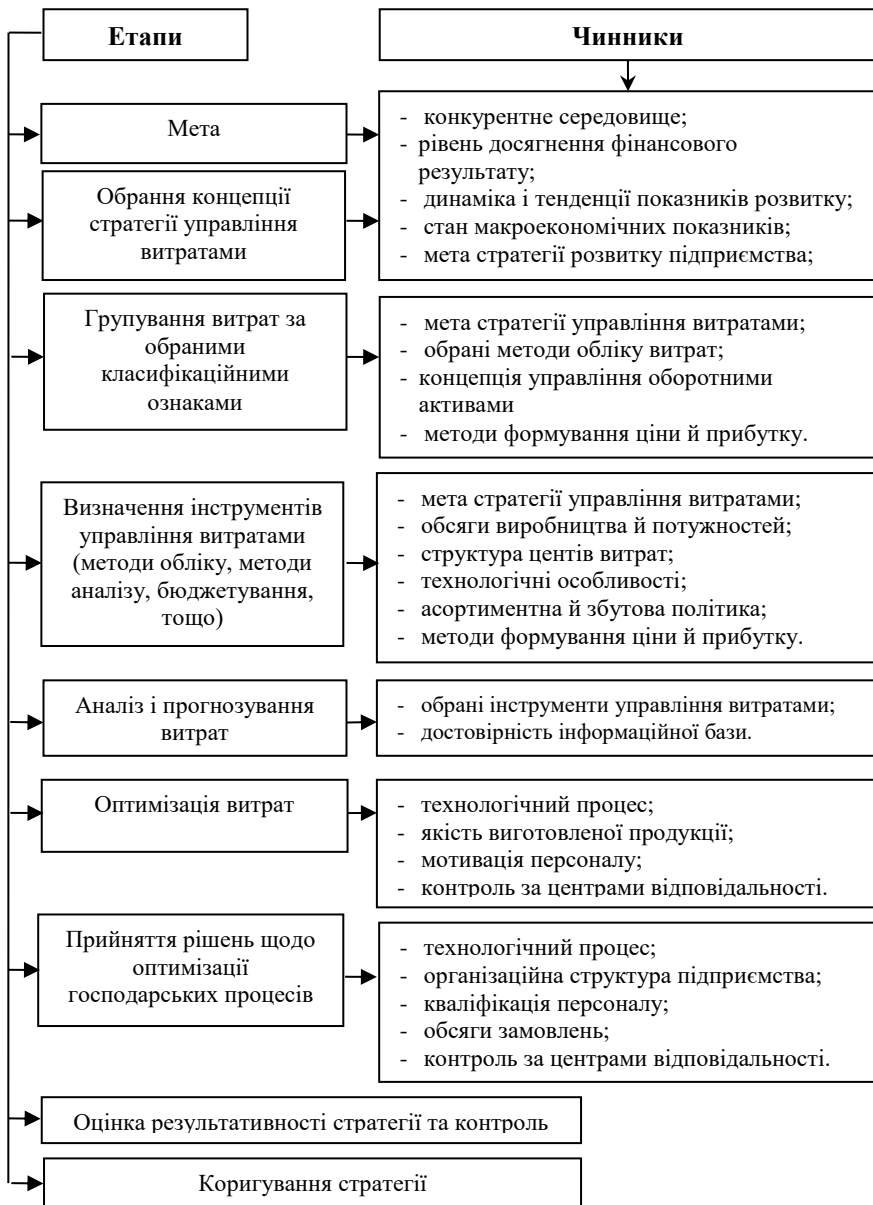 Етапи
Чинники
Мета
Обрання концепції
стратегії управління
витратами
- конкурентне середовище;
- рівень досягнення фінансового
результату;
- динаміка і тенденції показників розвитку;
- стан макроекономічних показників;
- мета стратегії розвитку підприємства;
Групування витрат за
обраними
класифікаційними
ознаками
- мета стратегії управління витратами;
- обрані методи обліку витрат;
- концепція управління оборотними
активами
- методи формування ціни й прибутку.
Визначення інструментів
управління витратами
(методи обліку, методи
аналізу, бюджетування,
тощо)
- мета стратегії управління витратами;
- обсяги виробництва й потужностей;
- структура центів витрат;
- технологічні особливості;
- асортиментна й збутова політика;
- методи формування ціни й прибутку.
Аналіз і прогнозування
витрат
- обрані інструменти управління витратами;
- достовірність інформаційної бази.
Оптимізація витрат
- технологічний процес;
- якість виготовленої продукції;
- мотивація персоналу;
- контроль за центрами відповідальності.
Прийняття рішень щодо
оптимізації
господарських процесів
- технологічний процес;
- організаційна структура підприємства;
- кваліфікація персоналу;
- обсяги замовлень;
- контроль за центрами відповідальності.
Оцінка результативності стратегії та контроль
Коригування стратегії